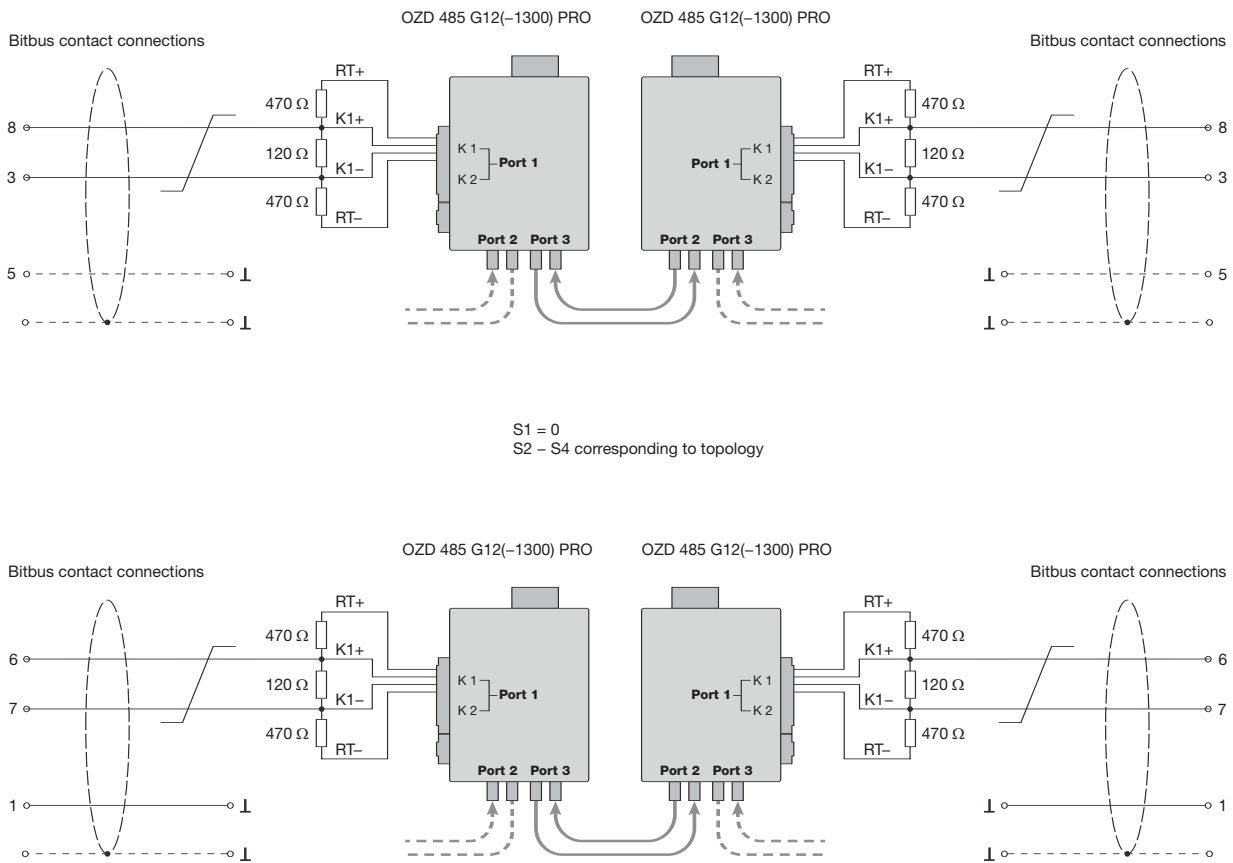 OZD 485 G12(–1300) PRO
OZD 485 G12(–1300) PRO
Bitbus contact connections
Bitbus contact connections
RT+
RT+
470 Ω
470 Ω
8
K1+
K1+
8
120 Ω
K 1
Port 1
K 2
Port 1
K 1
K 2
120 Ω
3
K1–
K1–
3
470 Ω
470 Ω
RT–
RT–
Port 2 Port 3
Port 2 Port 3
5
⊥
⊥
5
⊥
⊥
S1 = 0
S2 – S4 corresponding to topology
OZD 485 G12(–1300) PRO
OZD 485 G12(–1300) PRO
Bitbus contact connections
Bitbus contact connections
RT+
RT+
470 Ω
470 Ω
6
K1+
K1+
6
120 Ω
K 1
Port 1
K 2
Port 1
K 1
K 2
120 Ω
7
K1–
K1–
7
470 Ω
470 Ω
RT–
RT–
Port 2 Port 3
Port 2 Port 3
1
⊥
⊥
1
⊥
⊥